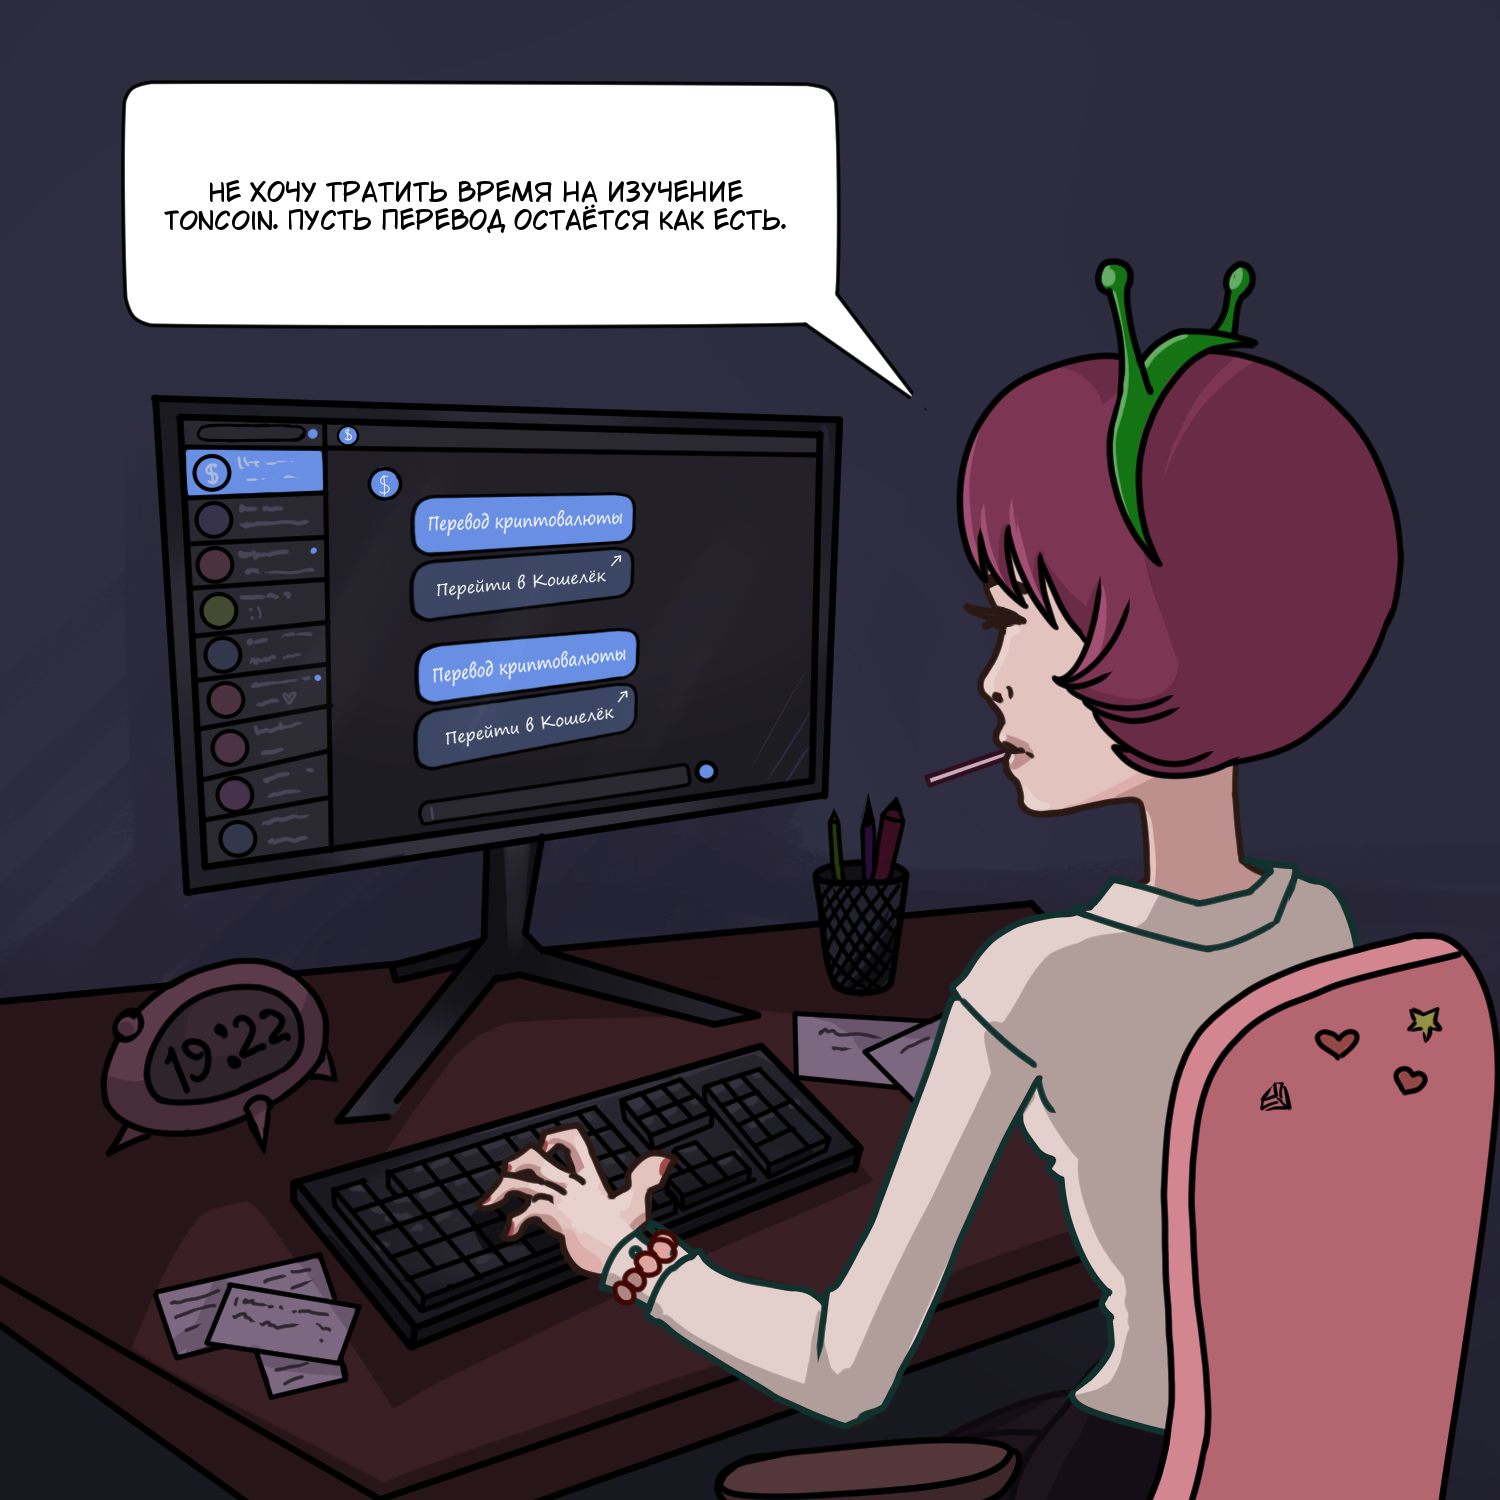 НЕ ХОЧУ ТРАТИТЬ ВРЕМЯ НА ИЗУЧЕНИЕ
TONCOIN. ПУСТЬ ПЕРЕВОД ОСТАЁТСЯ КАК ЕСТЬ.
$
$
$
Перевод криптовалюты
Перейти в Кошелёк
:)
Перевод криптовалюты
Перейти в Кошелёк
19:22